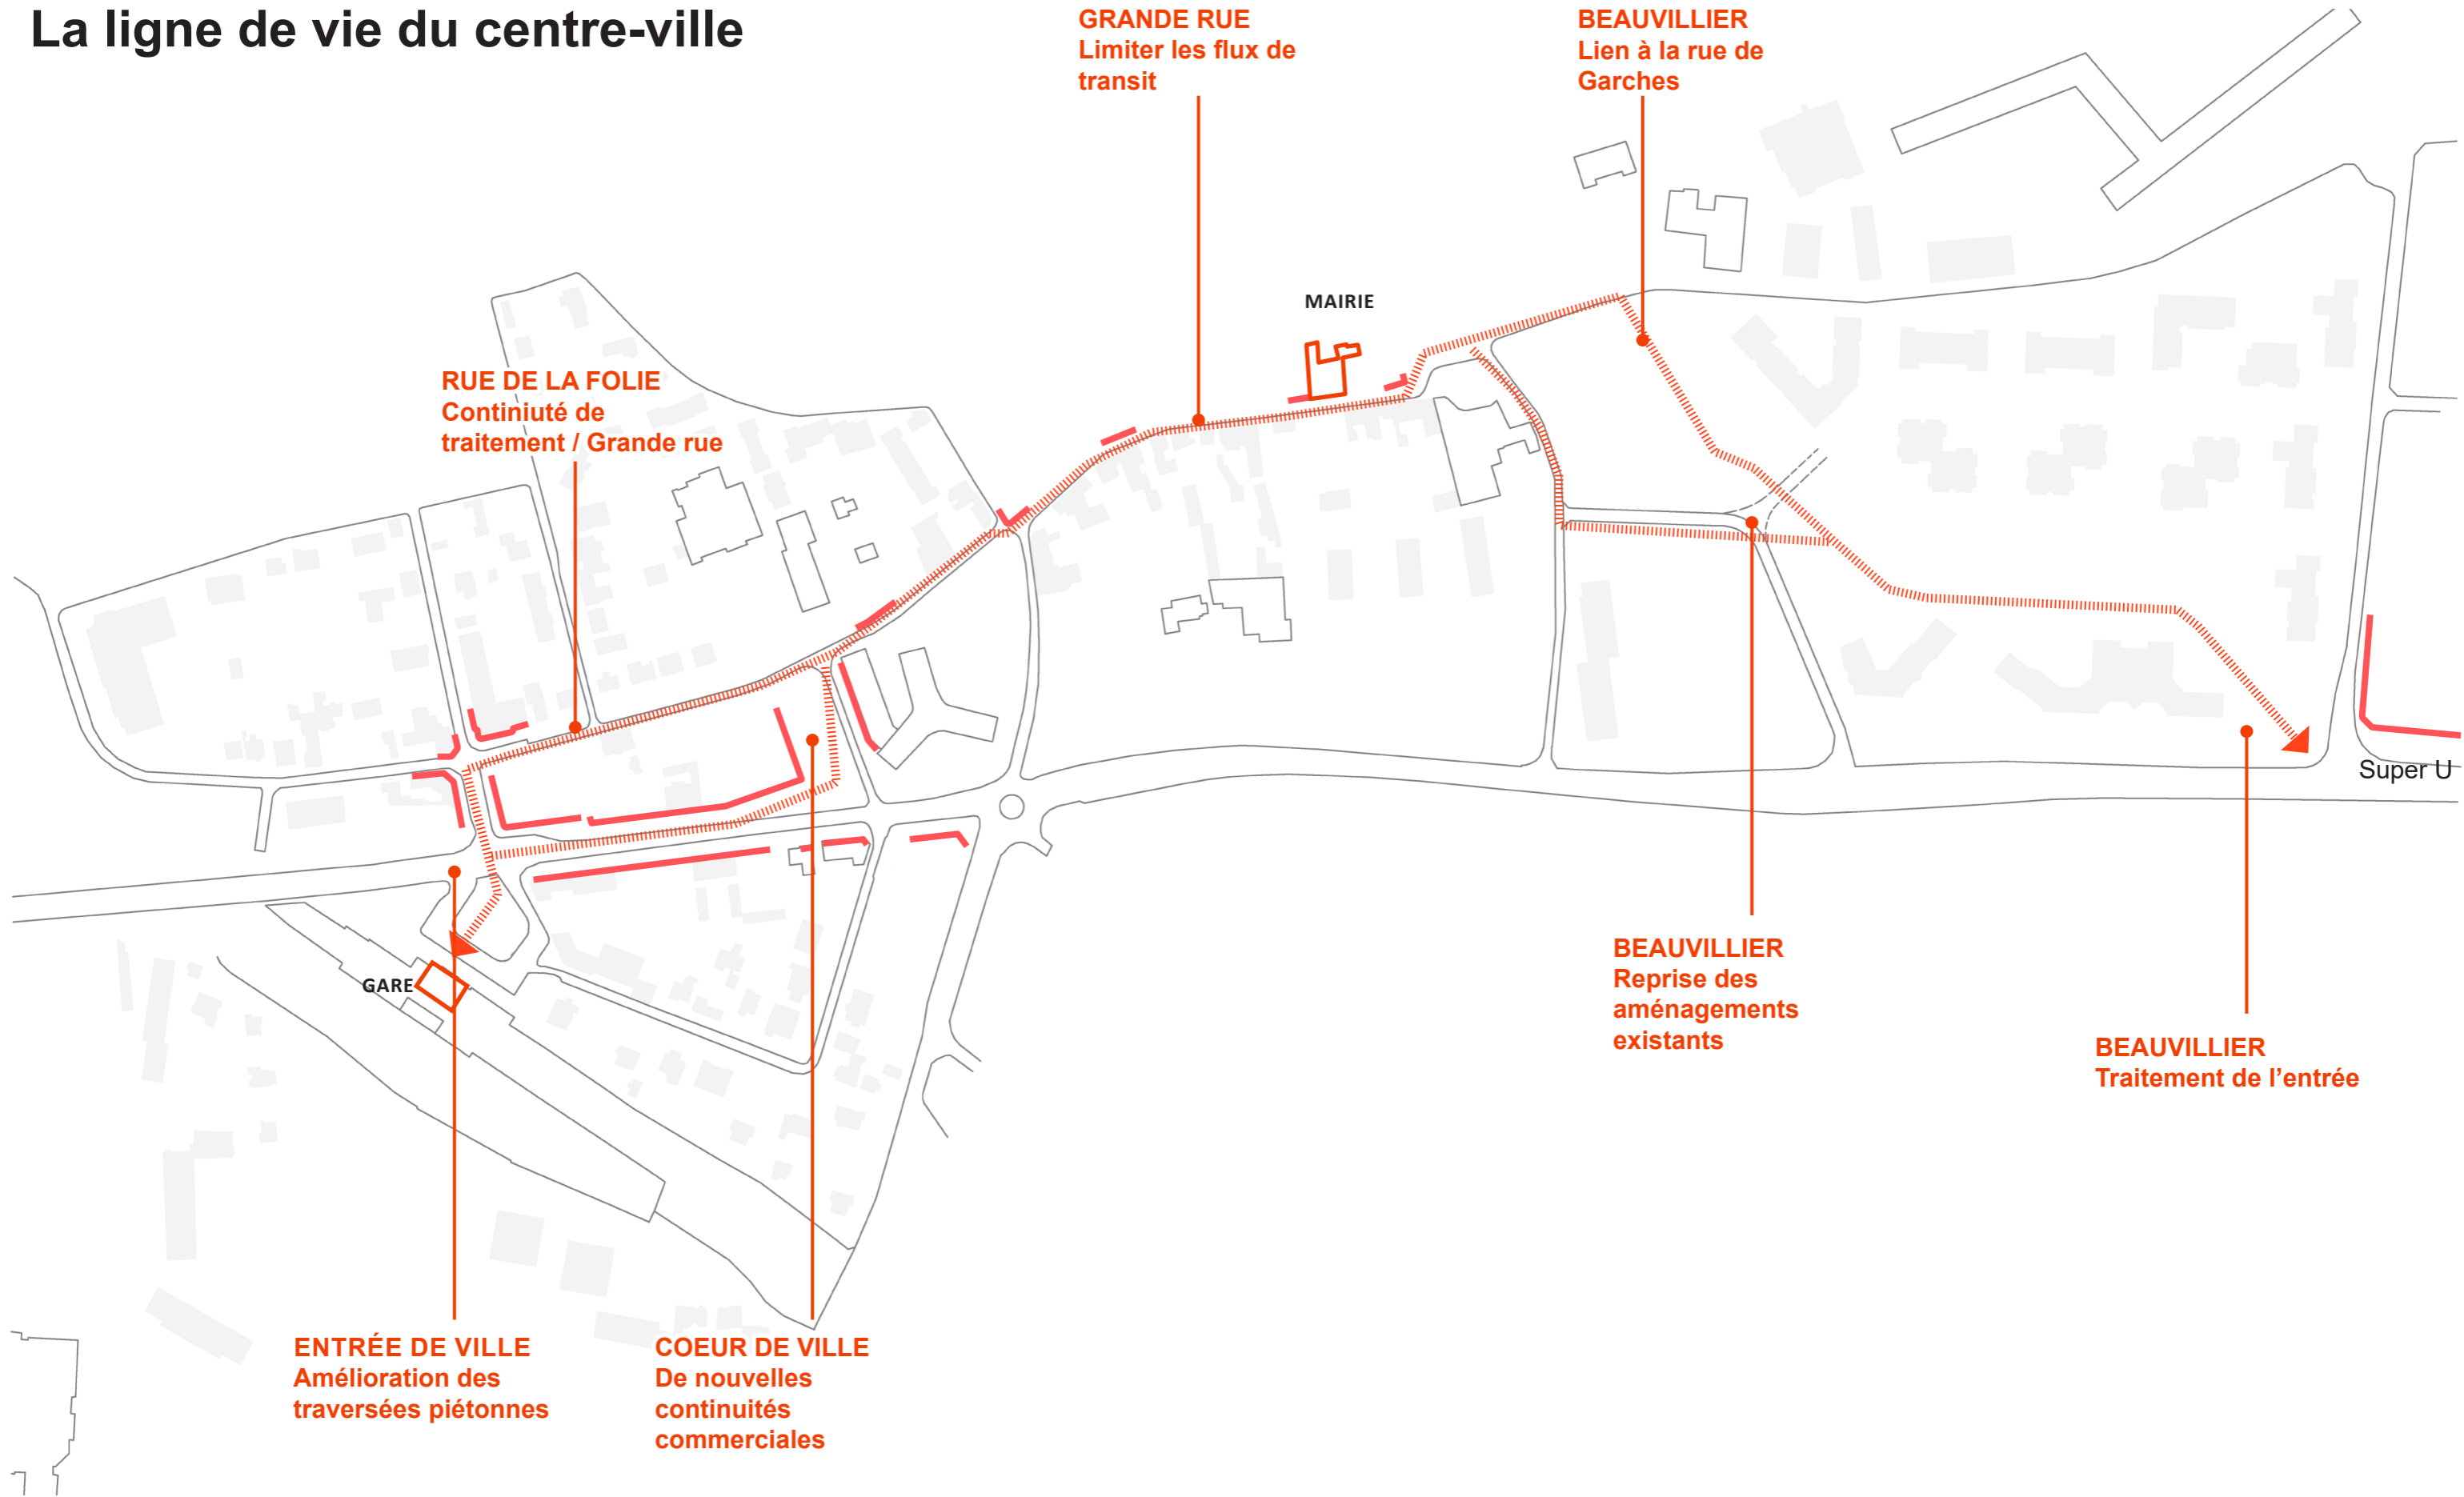 La ligne de vie du centre-ville
GRANDE RUE
Limiter les flux de
transit
BEAUVILLIER
Lien à la rue de
Garches
MAIRIE
RUE DE LA FOLIE
Continiuté de
traitement / Grande rue
Super U
GARE
BEAUVILLIER
Reprise des
aménagements
existants
BEAUVILLIER
Traitement de l’entrée
ENTRÉE DE VILLE
Amélioration des
traversées piétonnes
COEUR DE VILLE
De nouvelles
continuités
commerciales